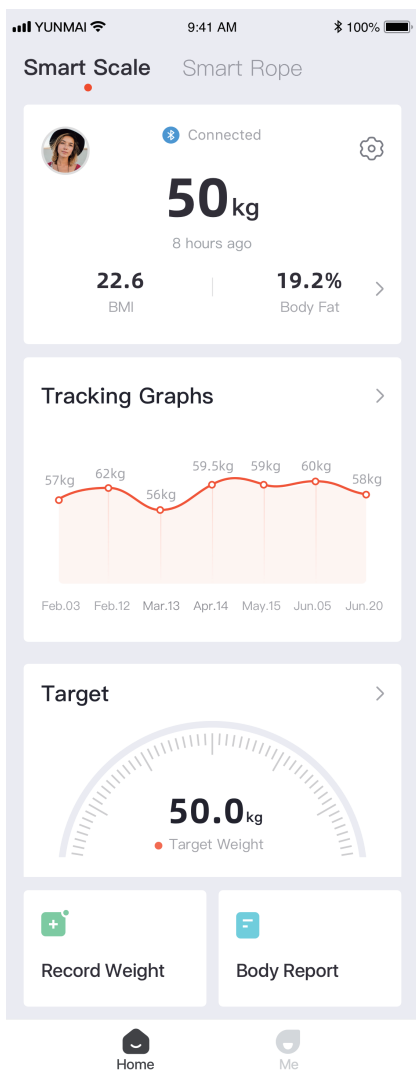 YUNMAI 9:41 AM 100%
Smart Scale Smart Rope
Connected
50kg
8 hours ago
22.6 19.2%
BMI Body Fat
Tracking Graphs
57kg 62kg 56kg 59.5kg 59kg 60kg 58kg
Feb.03 Feb.12 Mar.13 Apr.14 May.15 Jun.05 Jun.20
Target
50.0kg
Target Weight
Record Weight Body Report
Home Me